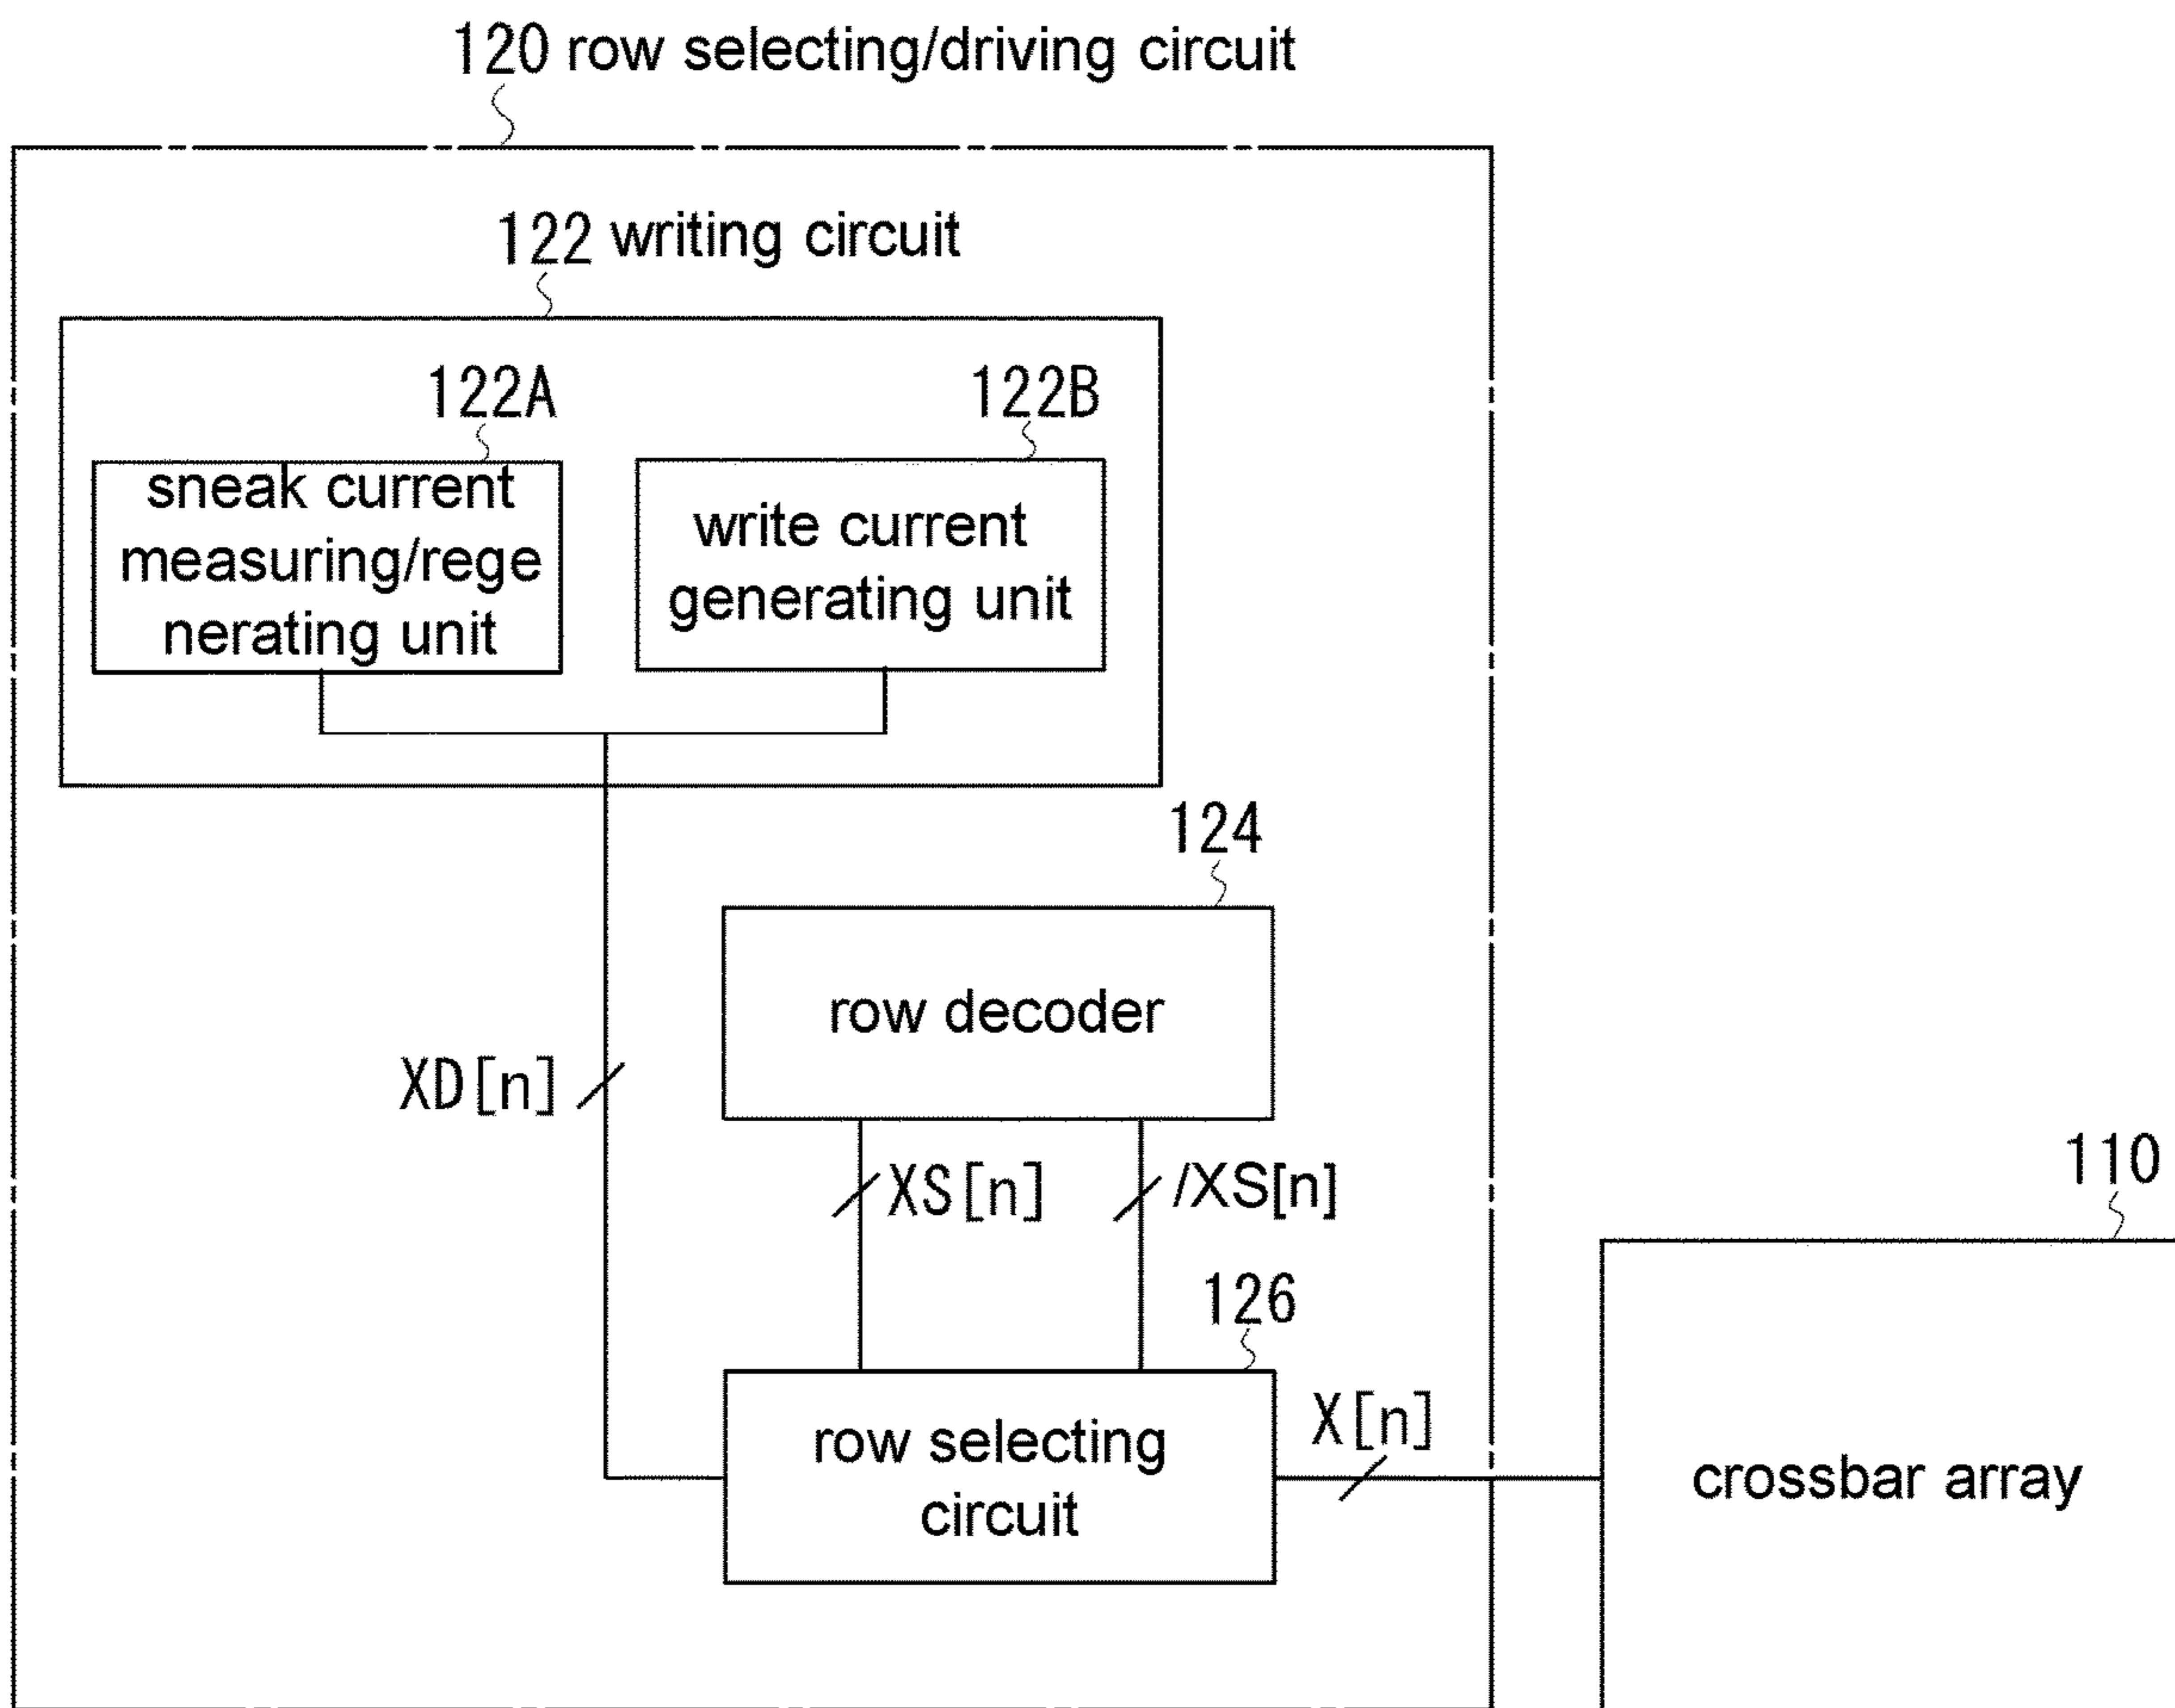 120 row selecting/driving circuit
122 writing circuit
122A
122B
sneak current
measuring/rege
nerating unit
write current
generating unit
124
row decoder
XD[n]
XS[n]
/XS[n]
110
126
row selecting
circuit
X[n]
crossbar array